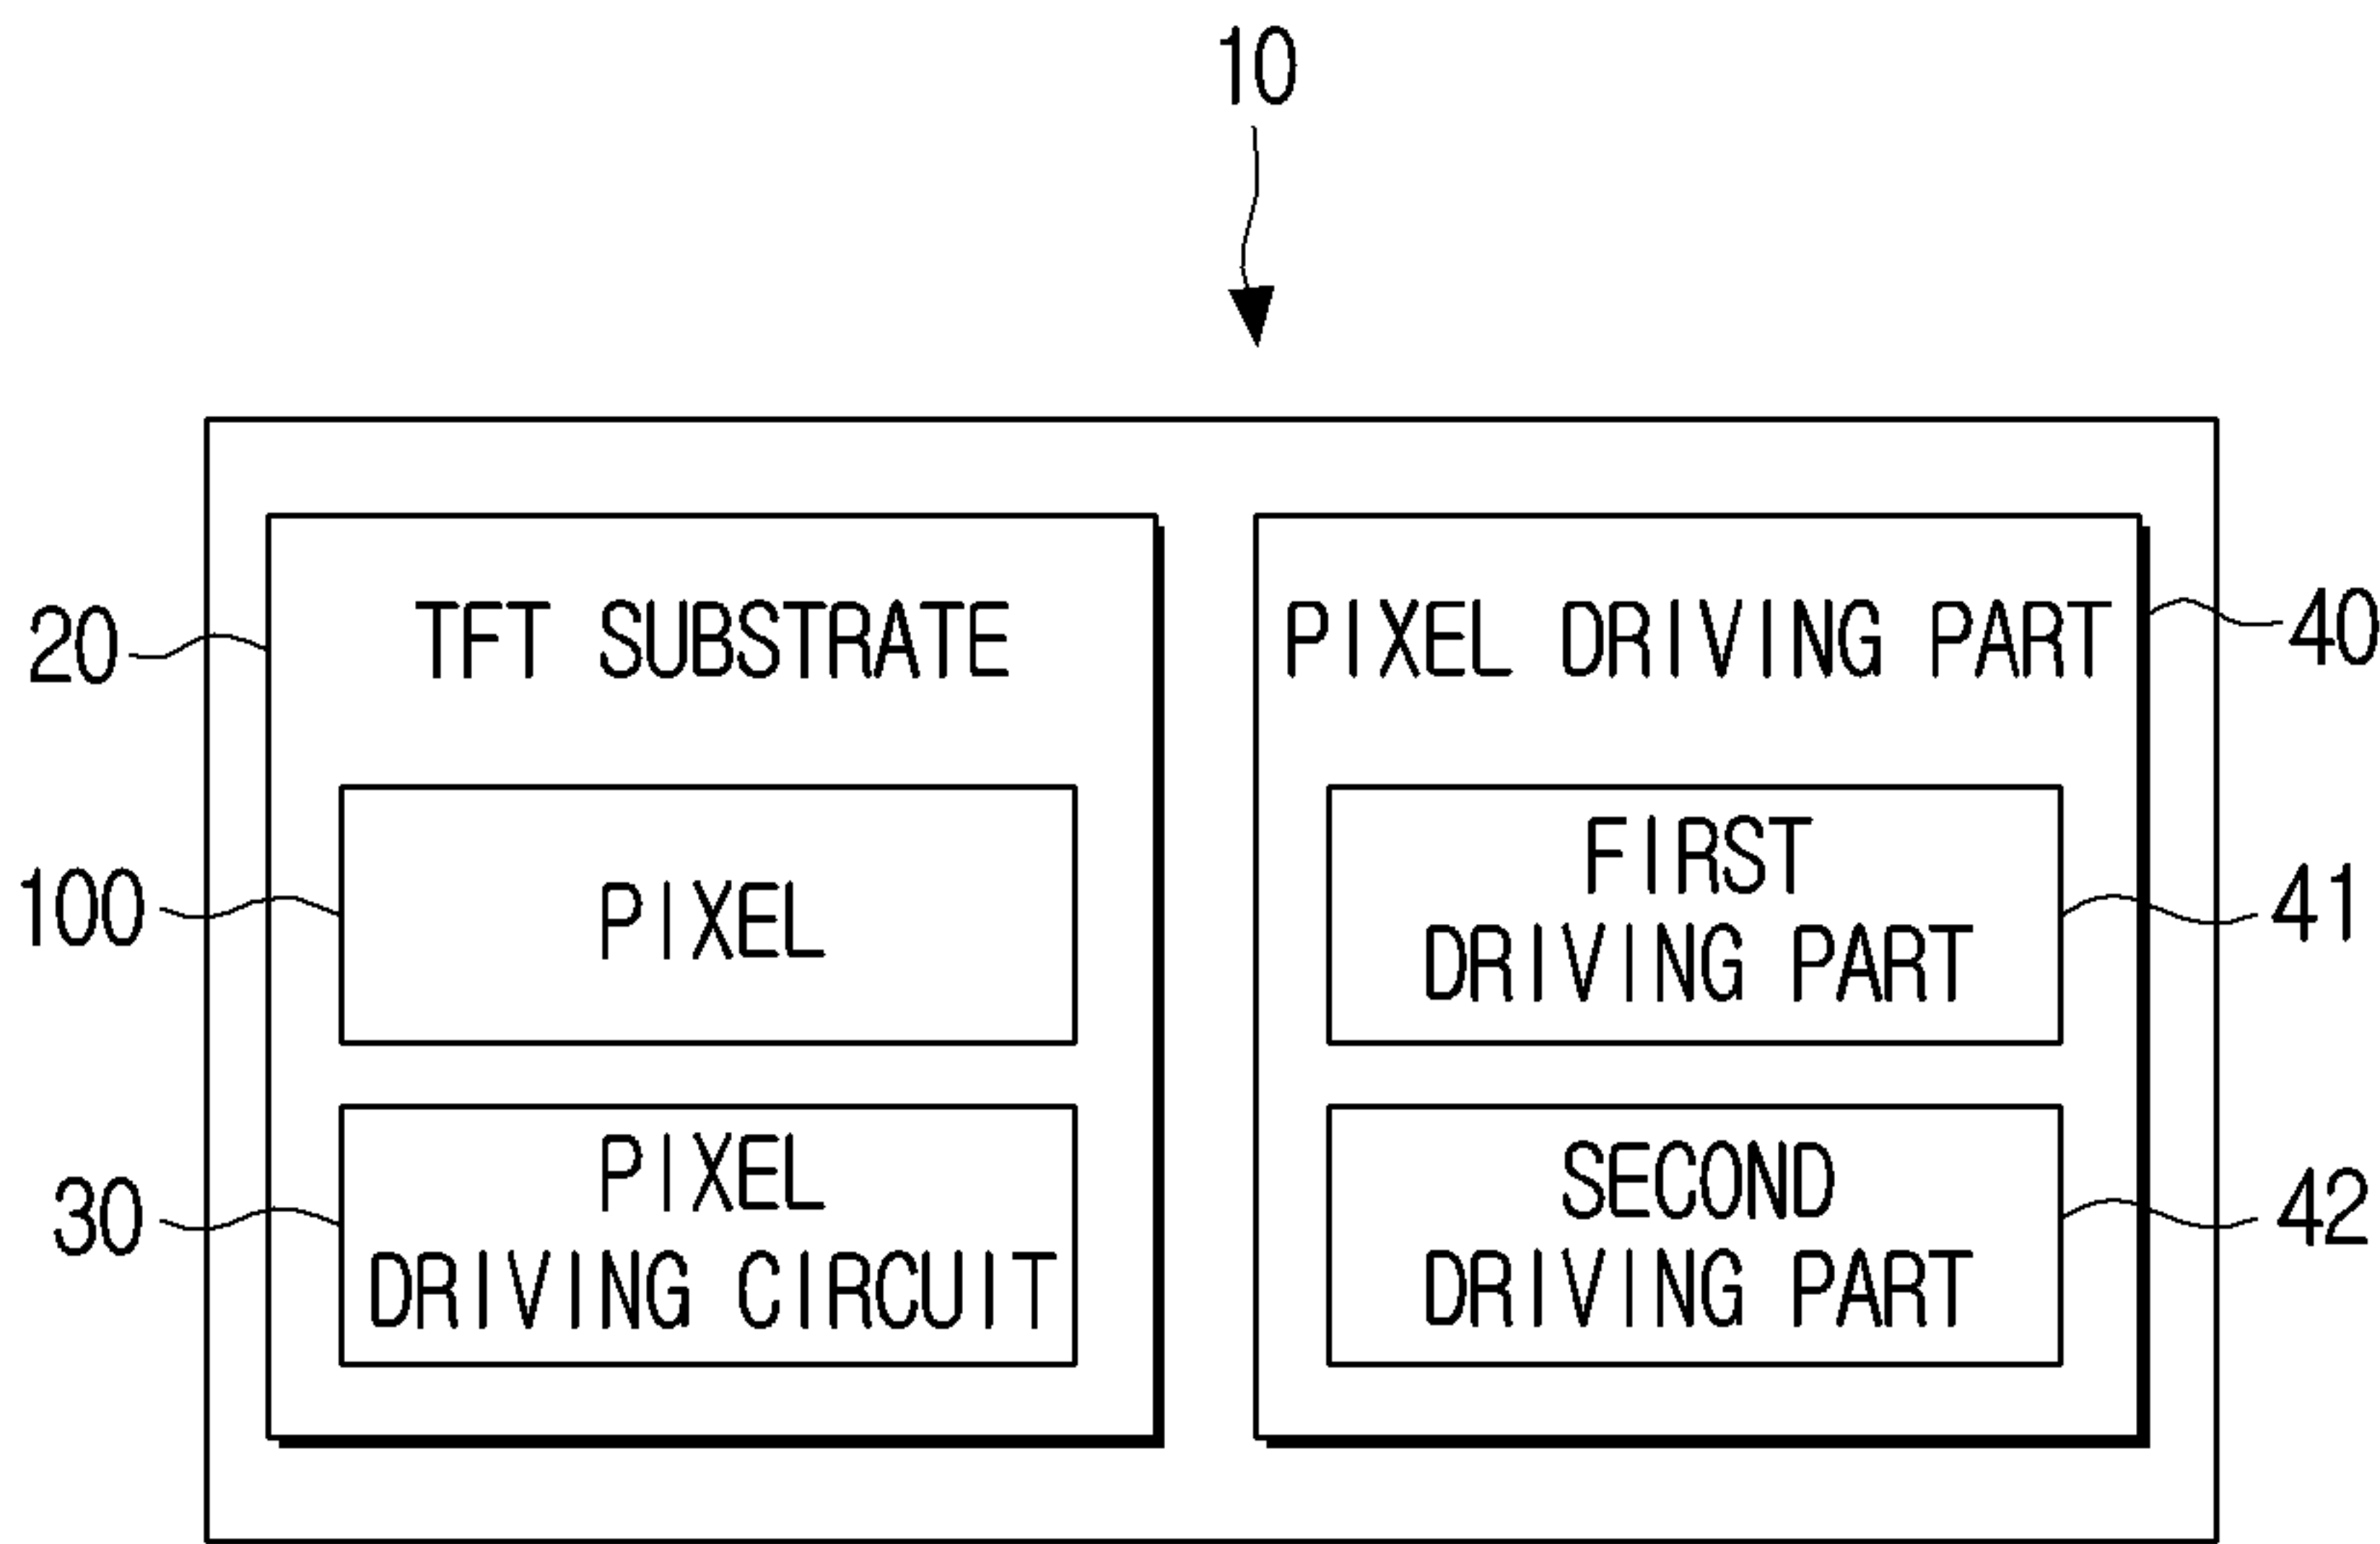 10
20
TFT SUBSTRATE
PIXEL DRIVING PART
40
100
PIXEL
FIRST
DRIVING PART
41
30
PIXEL
DRIVING CIRCUIT
SECOND
DRIVING PART
42